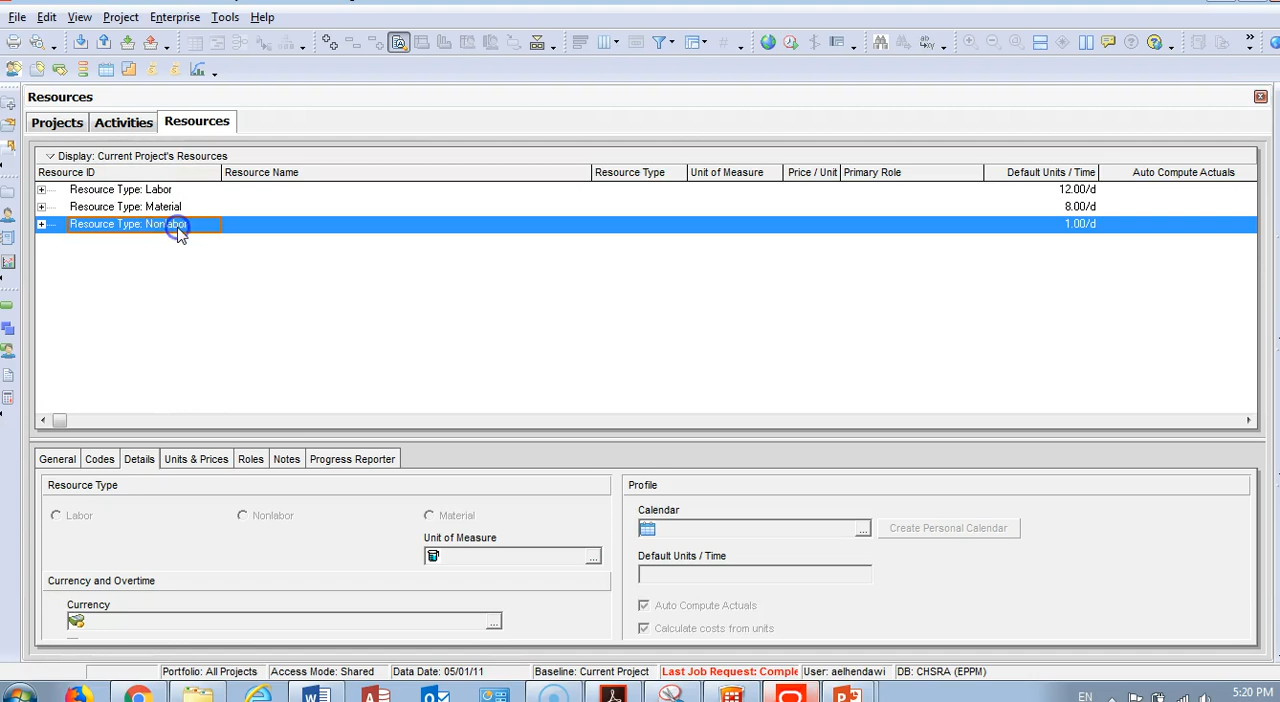 File Edit View Project Enterprise Tools Help
Resources
Projects Activities Resources
Display: Current Project's Resources
Resource ID Resource Name Resource Type Unit of Measure Price / Unit Primary Role Default Units / Time Auto Compute Actuals
Resource Type: Labor 12.00/d
Resource Type: Material 8.00/d
Resource Type: Nonlabor 1.00/d
General Codes Details Units & Prices Roles Notes Progress Reporter
Resource Type Profile
Labor Nonlabor Material
Calendar
Create Personal Calendar
Unit of Measure
Default Units / Time
Currency and Overtime
Currency
Auto Compute Actuals
Calculate costs from units
Portfolio: All Projects Access Mode: Shared Data Date: 05/01/11 Baseline: Current Project Last Job Request: Comple User: aelhendawi DB: CHSRA (EPPM)
EN 5:20 PM